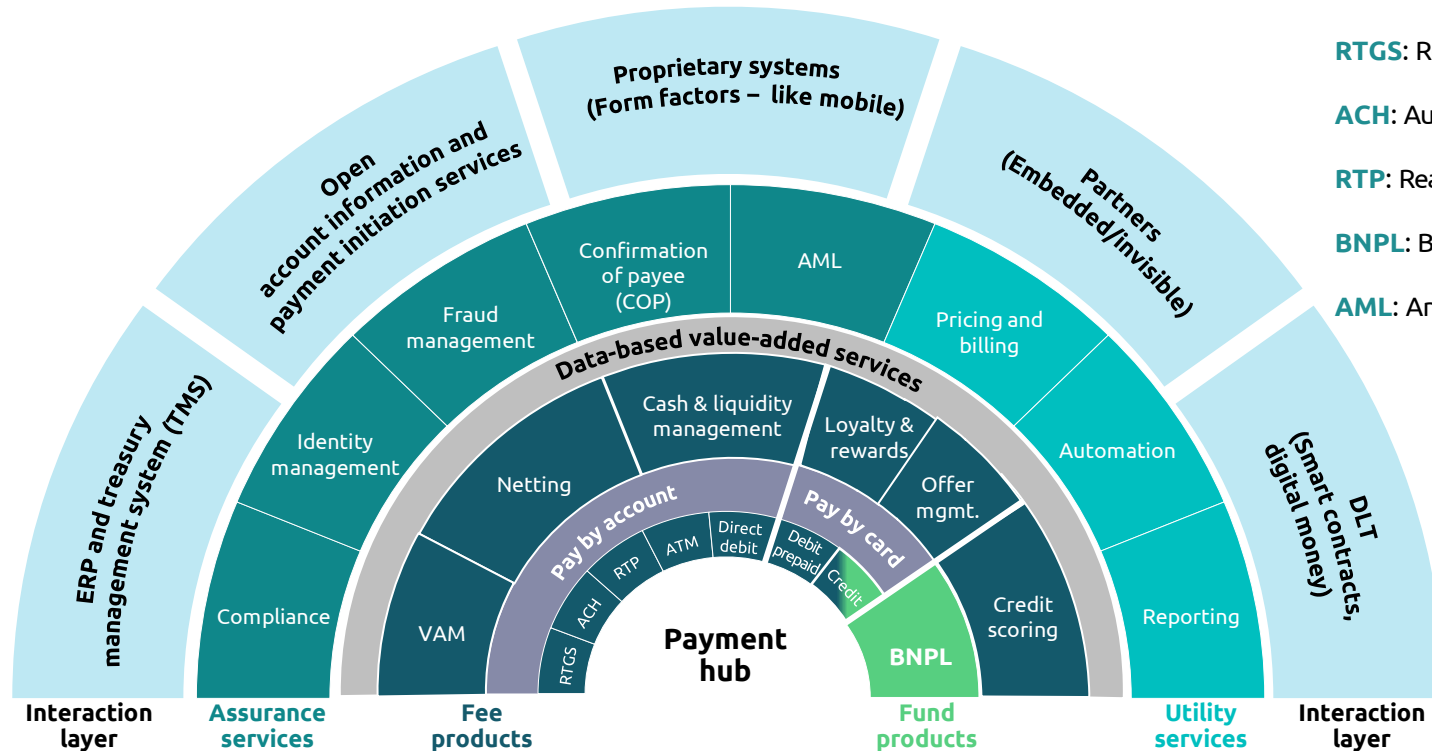 Proprietary systems
(Form factors – like mobile)
Open
account information and
payment initiation services
Partners
(Embedded/invisible)
ERP and treasury
management system (TMS)
DLT
(Smart contracts,
digital money)
Compliance
Identity
management
Fraud
management
Confirmation
of payee
(COP)
AML
Pricing and
billing
Automation
Reporting
Data-based value-added services
VAM
Netting
Cash & liquidity
management
Loyalty &
rewards
Offer
mgmt.
Credit
scoring
Pay by account
Pay by card
RTGS
ACH
RTP
ATM
Direct
debit
Debit
prepaid
Credit
BNPL
Payment
hub
Interaction
layer
Assurance
services
Fee
products
Fund
products
Utility
services
Interaction
layer
RTGS: R
ACH: Au
RTP: Rea
BNPL: B
AML: An